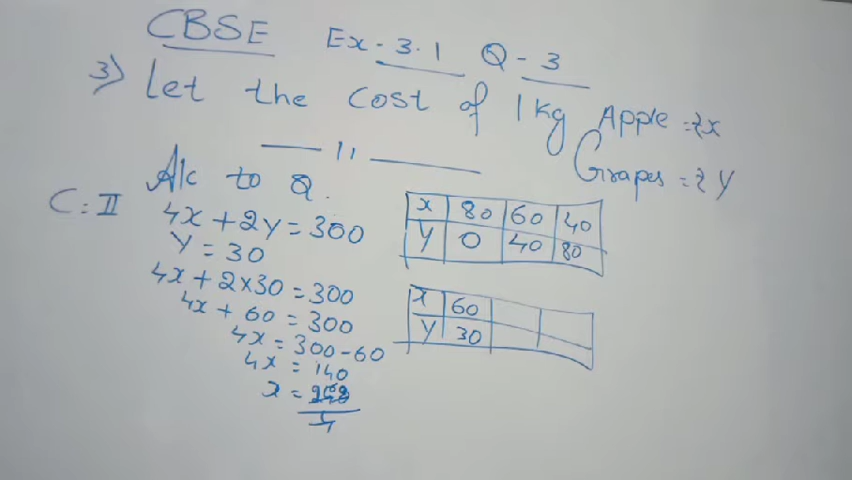 CBSE Ex - 3.1 Q - 3
3) Let the cost of 1 kg Apple = ₹x
—— 11 —— Grapes = ₹ y
A/c to Q.
C: II
4x + 2y = 300
y = 30
4x + 2×30 = 300
4x + 60 = 300
4x = 300 - 60
4x = 140
x =
4
x 80 60 40
y 0 40 80
x 60
y 30